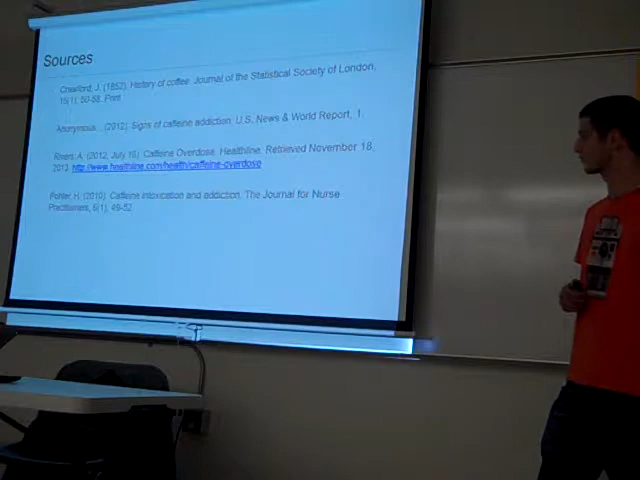 Sources
Crawford, J. (1852). History of coffee. Journal of the Statistical Society of London,
15(1), 50-58. Print
Anonymous. . (2012). Signs of caffeine addiction. U.S. News & World Report, 1.
Rivers, A. (2012, July 15). Caffeine Overdose. Healthline. Retrieved November 18,
2013 http://www.healthline.com/health/caffeine-overdose
H. (2010). Caffeine intoxication and addiction. The Journal for Nurse
Practitioners, 6(1), 49-52.